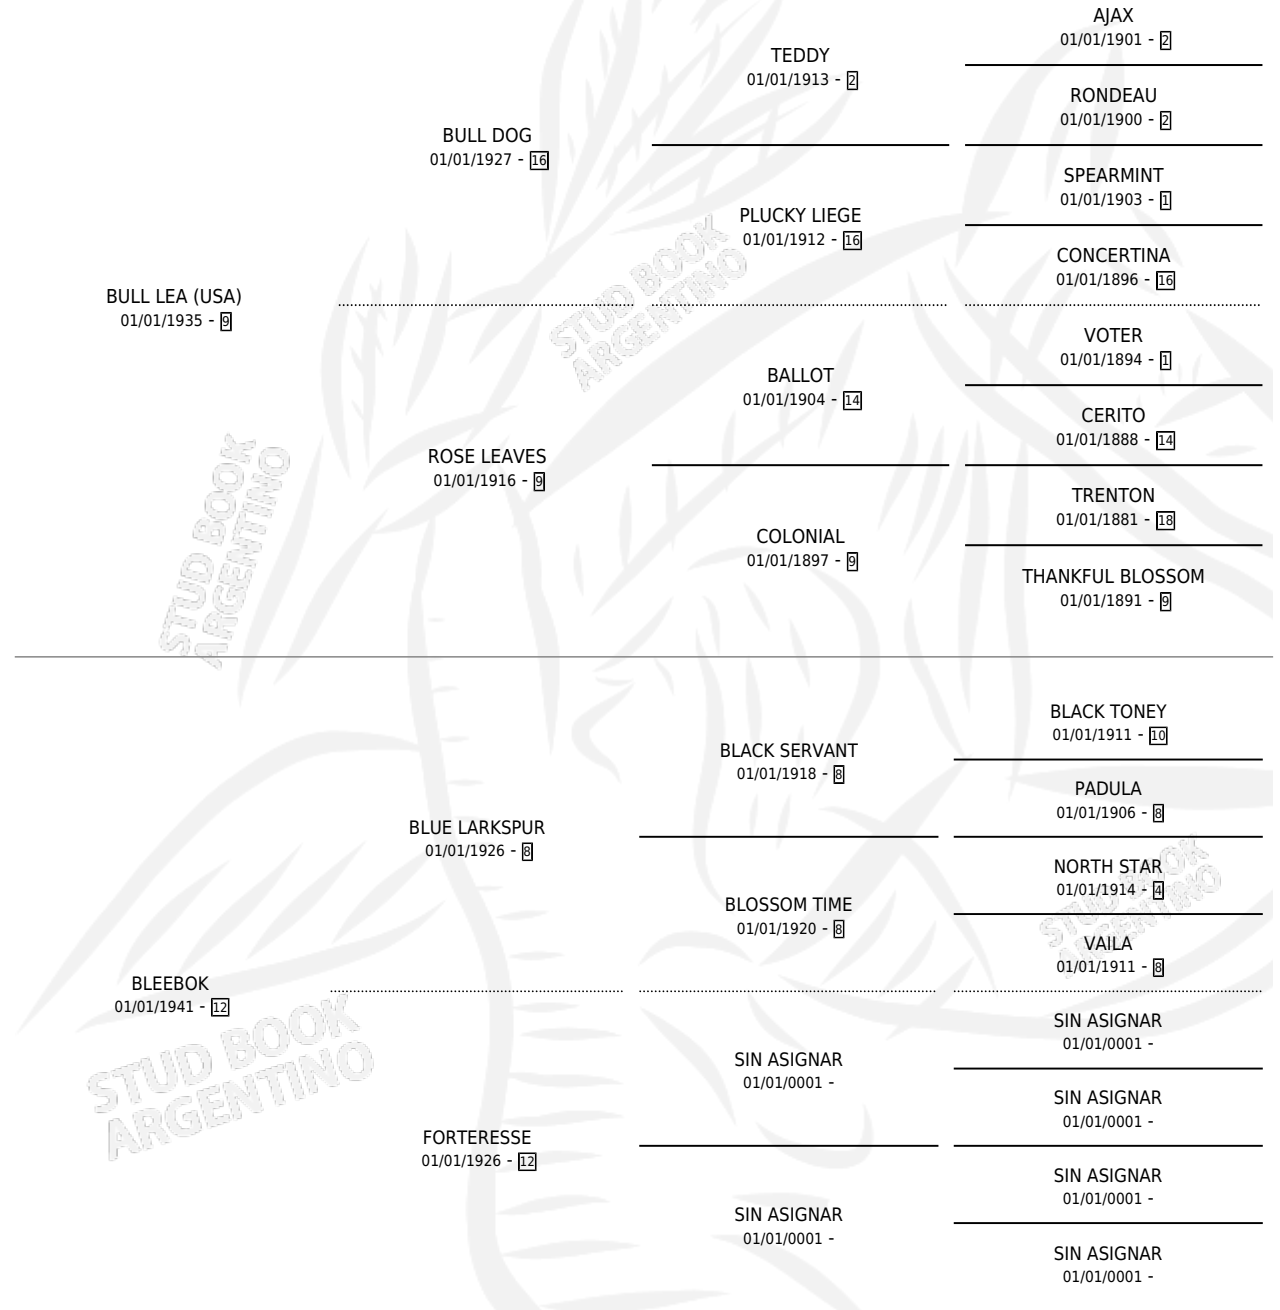 AJAX
01/01/1901 - 2
TEDDY
01/01/1913 - 2
RONDEAU
01/01/1900 - 2
BULL DOG
01/01/1927 - 16
SPEARMINT
01/01/1903 - 1
PLUCKY LIEGE
01/01/1912 - 16
CONCERTINA
01/01/1896 - 16
BULL LEA (USA)
01/01/1935 - 9
VOTER
01/01/1894 - 1
BALLOT
01/01/1904 - 14
CERITO
01/01/1888 - 14
ROSE LEAVES
01/01/1916 - 9
TRENTON
01/01/1881 - 18
COLONIAL
01/01/1897 - 9
THANKFUL BLOSSOM
01/01/1891 - 9
BLACK TONEY
01/01/1911 - 10
BLACK SERVANT
01/01/1918 - 8
PADULA
01/01/1906 - 8
BLUE LARKSPUR
01/01/1926 - 8
NORTH STAR
01/01/1914 - 4
BLOSSOM TIME
01/01/1920 - 8
VAILA
01/01/1911 - 8
BLEEBOK
01/01/1941 - 12
SIN ASIGNAR
01/01/0001 -
SIN ASIGNAR
01/01/0001 -
SIN ASIGNAR
01/01/0001 -
FORTERESSE
01/01/1926 - 12
SIN ASIGNAR
01/01/0001 -
SIN ASIGNAR
01/01/0001 -
SIN ASIGNAR
01/01/0001 -
STUD BOOK
ARGENTINO
STUD BOOK
ARGENTINO
STUD BOOK
ARGENTINO
STUD BOOK
ARGENTINO